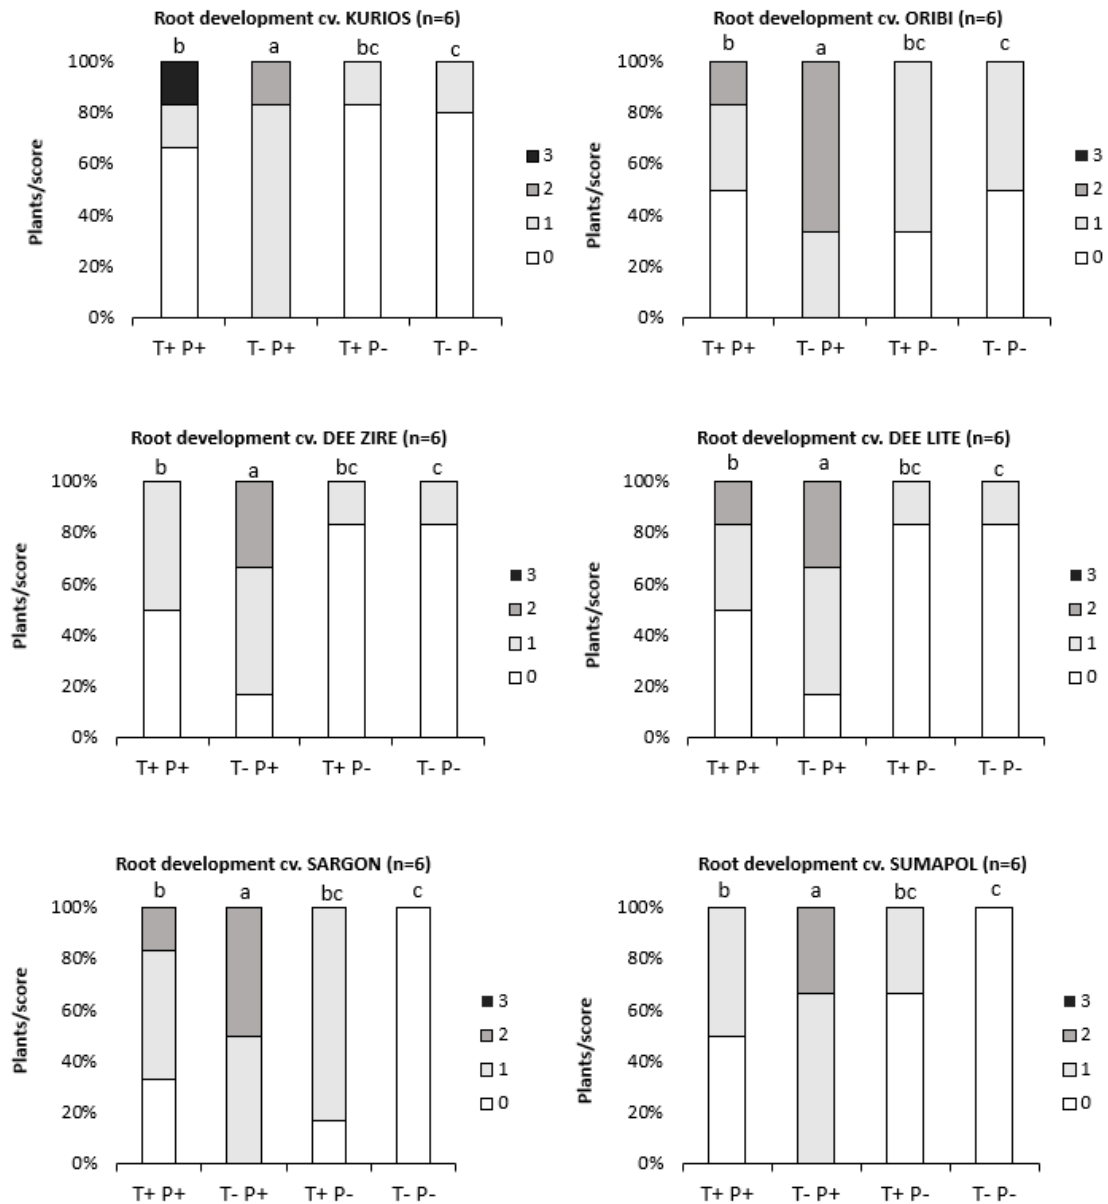 Root development cv. KURIOS (n=6)
b a bc c
100%
80%
60%
40%
20%
0%
Plants/score
3
2
1
0
T+ P+ T- P+ T+ P- T- P-
Root development cv. ORIBI (n=6)
b a bc c
100%
80%
60%
40%
20%
0%
Plants/score
3
2
1
0
T+ P+ T- P+ T+ P- T- P-
Root development cv. DEE ZIRE (n=6)
b a bc c
100%
80%
60%
40%
20%
0%
Plants/score
3
2
1
0
T+ P+ T- P+ T+ P- T- P-
Root development cv. DEE LITE (n=6)
b a bc c
100%
80%
60%
40%
20%
0%
Plants/score
3
2
1
0
T+ P+ T- P+ T+ P- T- P-
Root development cv. SARGON (n=6)
b a bc c
100%
80%
60%
40%
20%
0%
Plants/score
3
2
1
0
T+ P+ T- P+ T+ P- T- P-
Root development cv. SUMAPOL (n=6)
b a bc c
100%
80%
60%
40%
20%
0%
Plants/score
3
2
1
0
T+ P+ T- P+ T+ P- T- P-